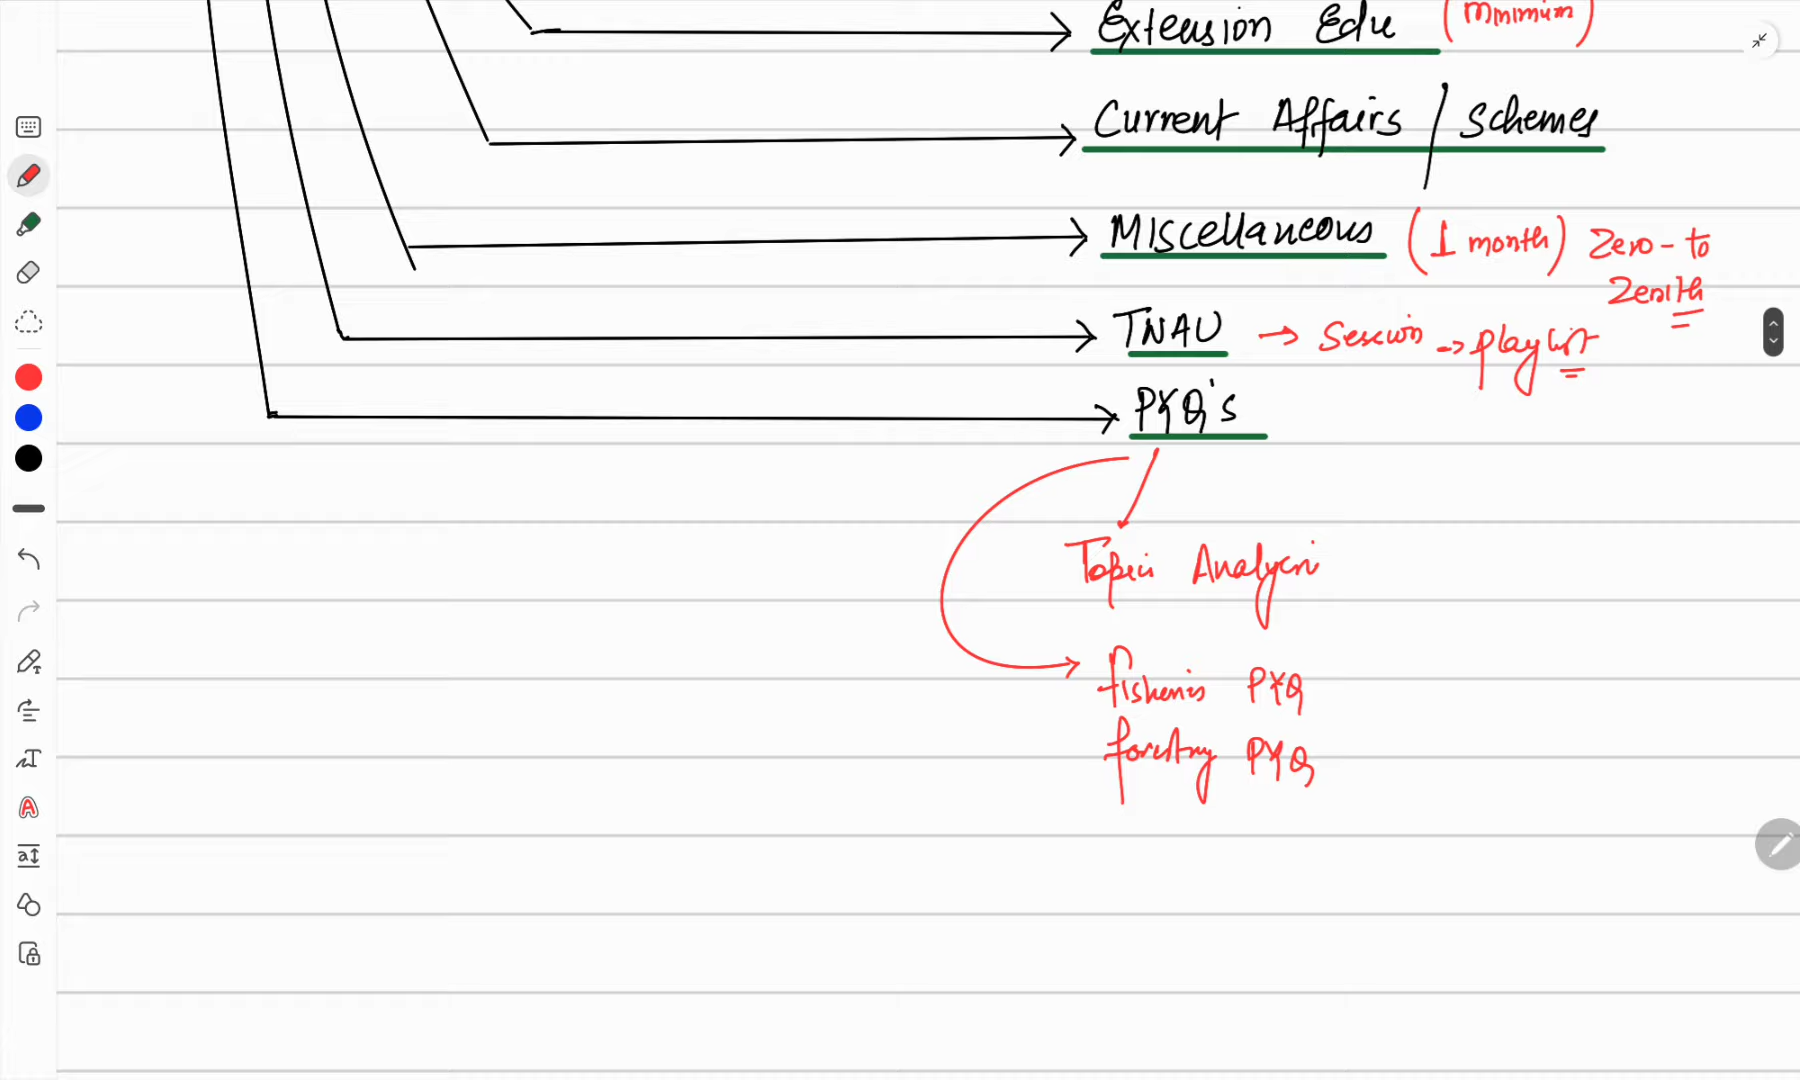 Extension Edu (Minimum)
Current Affairs / Schemes
Miscellaneous (1 month) Zero - to
Zenith
TNAU → Session → Playlist
PYQ's
Topic Analysis
fisheries PYQ
forestry PYQ